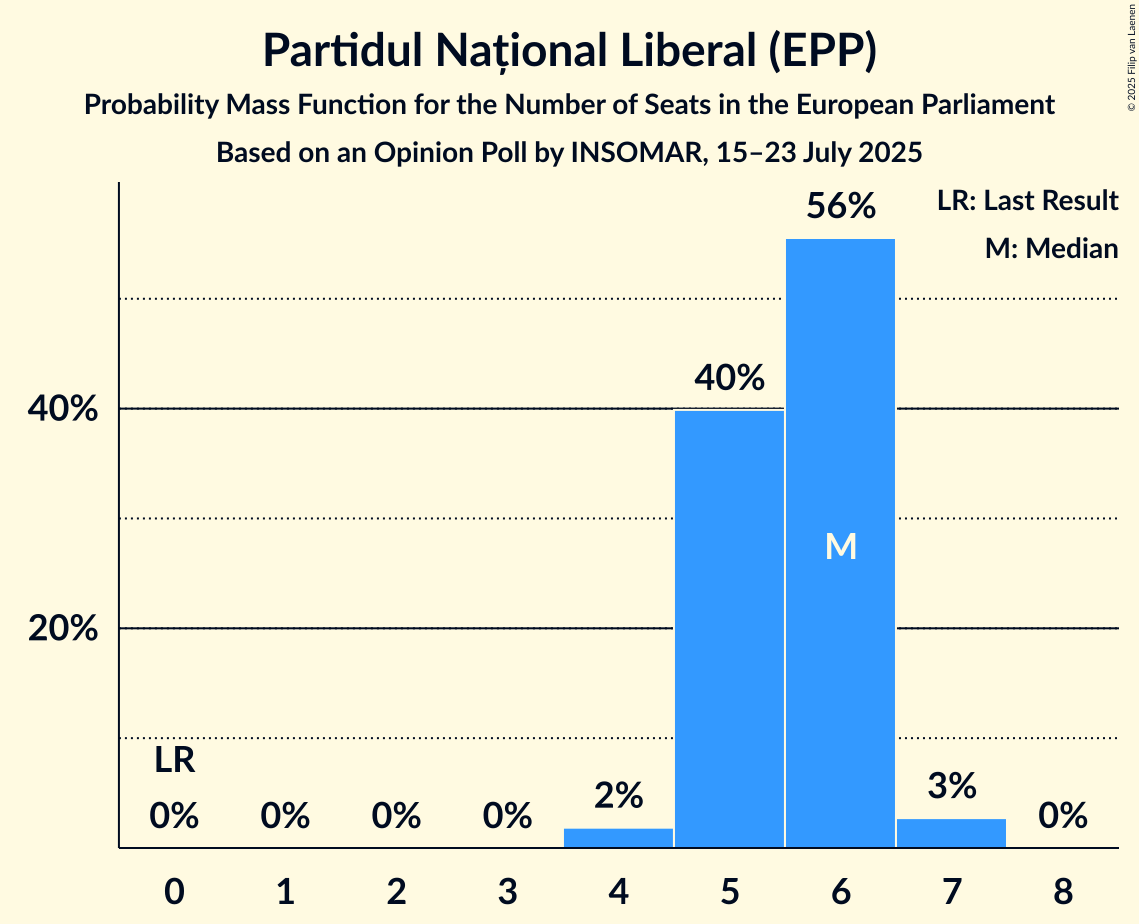 Partidul Național Liberal (EPP)
Probability Mass Function for the Number of Seats in the European Parliament
Based on an Opinion Poll by INSOMAR, 15–23 July 2025
© 2025 Filip van Laenen
LR: Last Result
M: Median
56%
40%
40%
M
20%
LR
0%
0%
0%
0%
2%
3%
0%
0
1
2
3
4
5
6
7
8